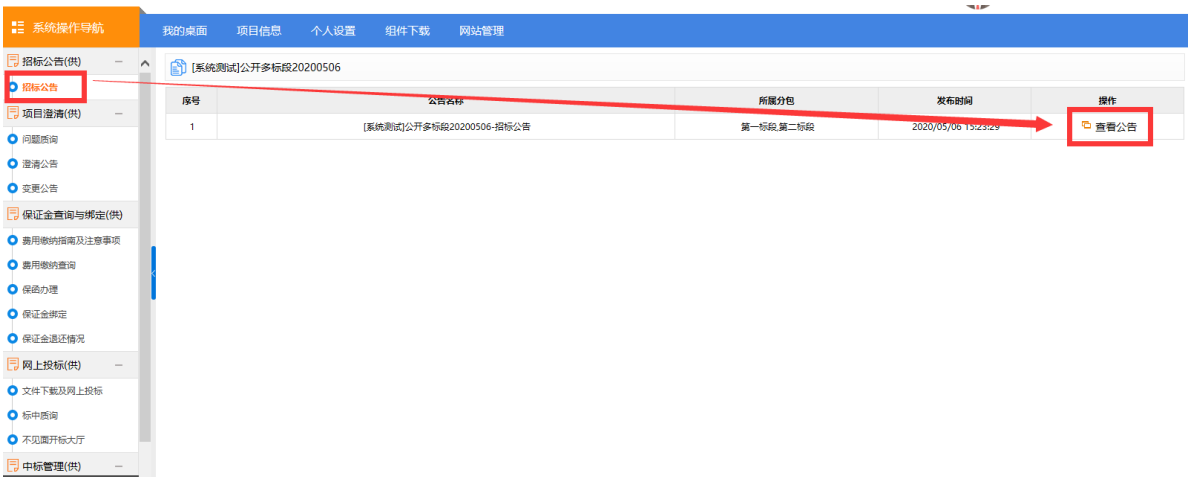 系统操作导航
我的桌面 项目信息 个人设置 组件下载 网站管理
招标公告(供)
招标公告
项目澄清(供)
问题质询
澄清公告
变更公告
保证金查询与绑定(供)
费用缴纳指南及注意事项
费用缴纳查询
保函办理
保证金绑定
保证金退还情况
网上投标(供)
文件下载及网上投标
标中质询
不见面开标大厅
中标管理(供)
[系统测试]公开多标段20200506
序号 公告名称 所属分包 发布时间 操作
1 [系统测试]公开多标段20200506-招标公告 第一标段,第二标段 2020/05/06 15:23:29 查看公告